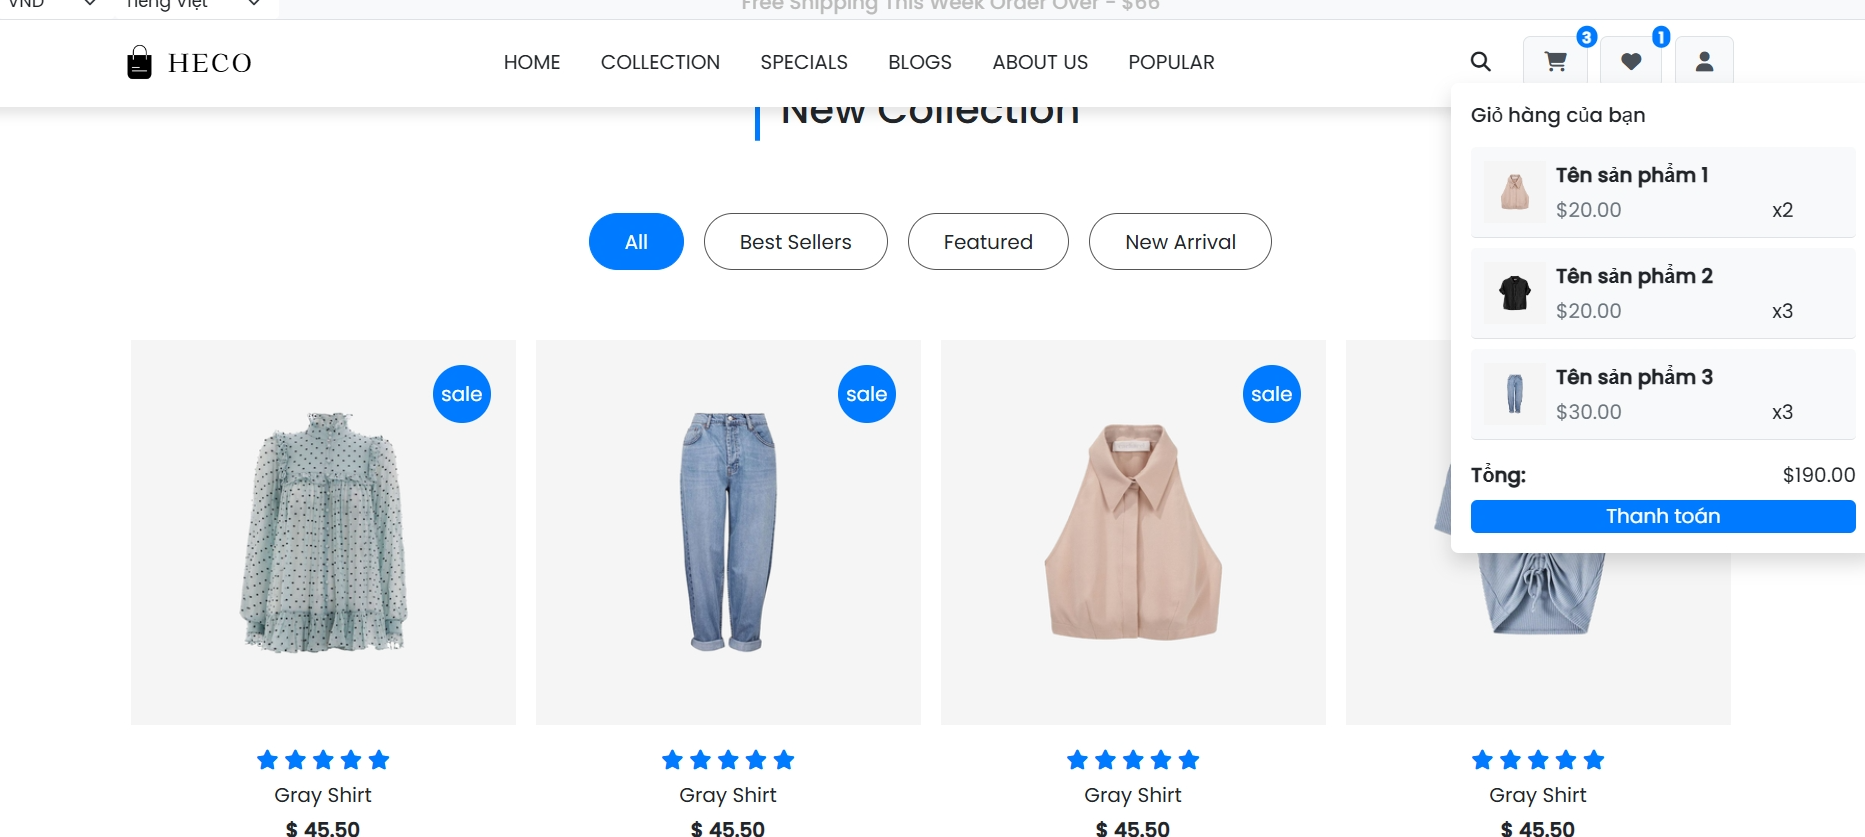 VND
Tiếng Việt
Free Shipping This Week Order Over - $66
HECO
HOME
COLLECTION
SPECIALS
BLOGS
ABOUT US
POPULAR
3
1
New Collection
Giỏ hàng của bạn
Tên sản phẩm 1
$20.00
x2
Tên sản phẩm 2
$20.00
x3
Tên sản phẩm 3
$30.00
x3
Tổng:
$190.00
Thanh toán
All
Best Sellers
Featured
New Arrival
sale
sale
sale
Gray Shirt
Gray Shirt
Gray Shirt
Gray Shirt
$ 45.50
$ 45.50
$ 45.50
$ 45.50